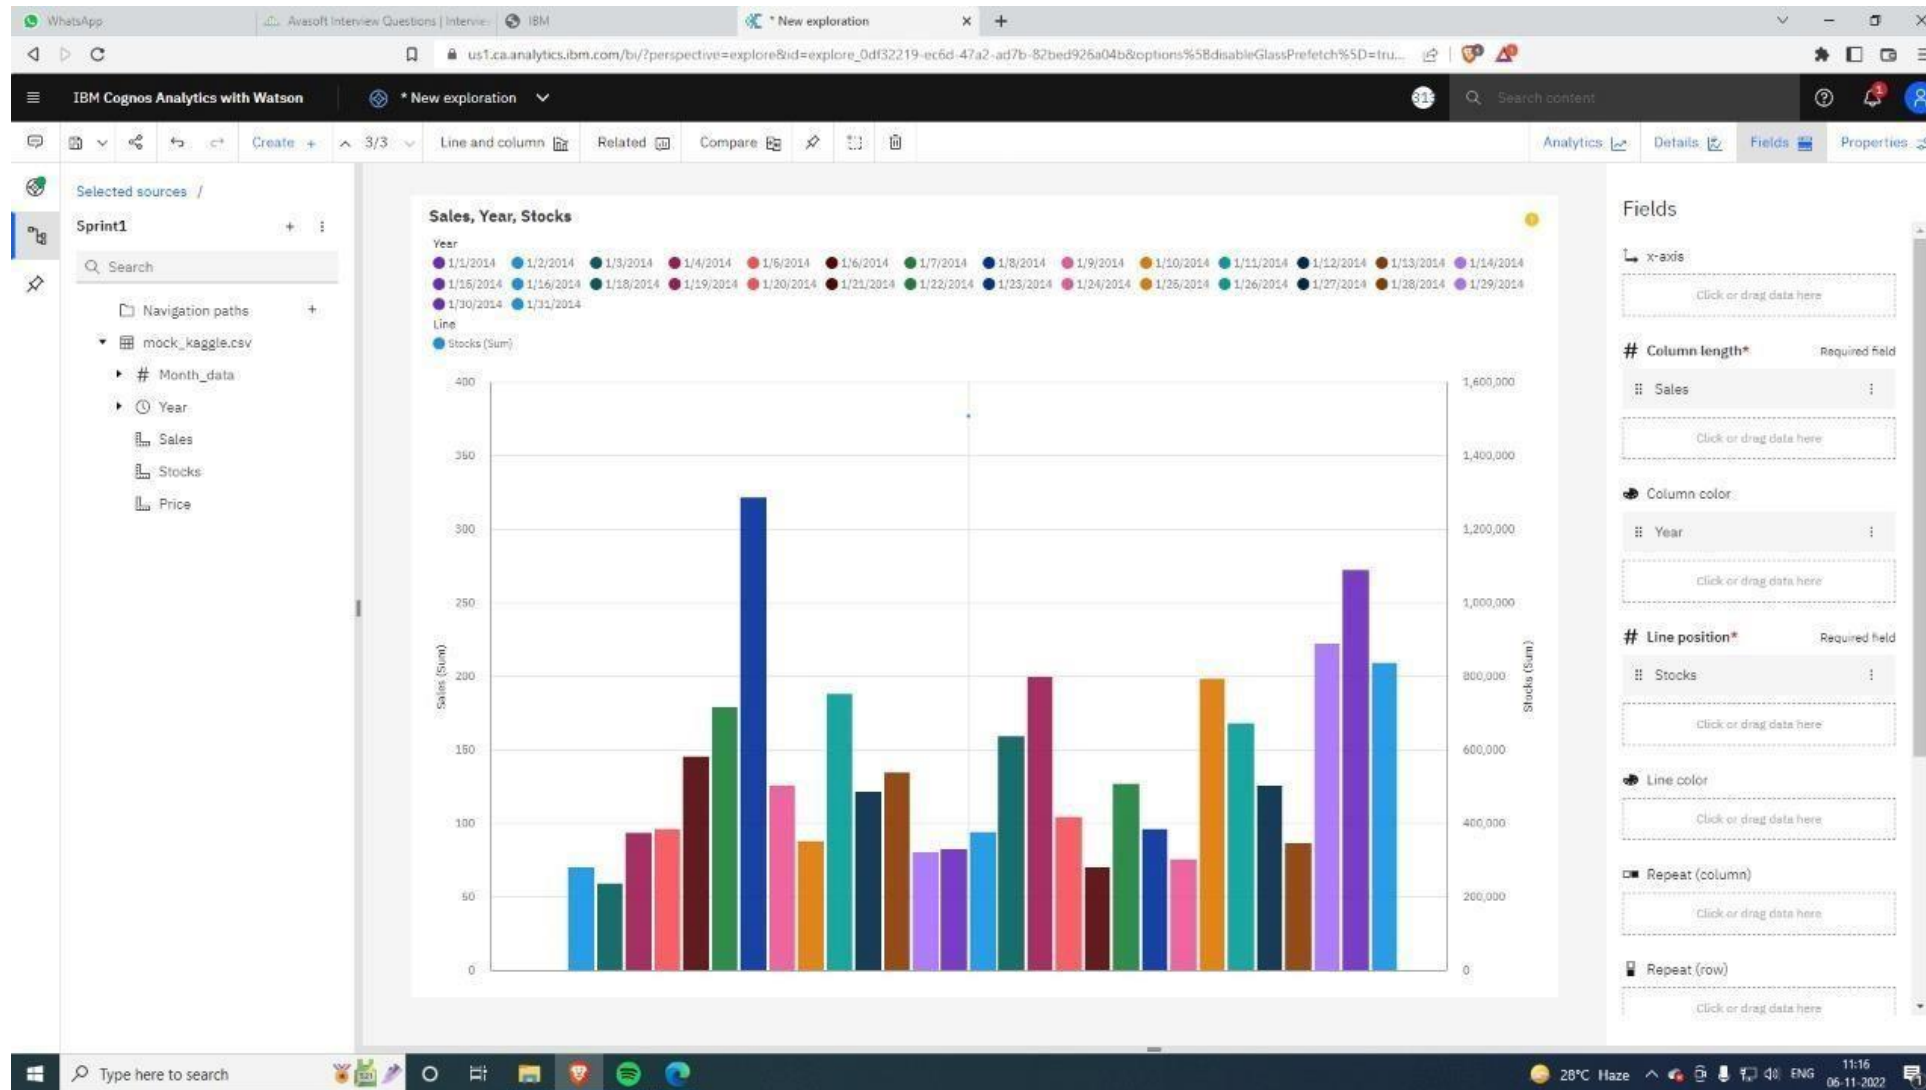 WhatsApp
Avasoft Interview Questions | Intervie
IBM
* New exploration
us1.ca.analytics.ibm.com/bi/?perspective=explore&id=explore_0df32219-ec6d-47a2-ad7b-82bed926a04b&options%5BdisableGlassPrefetch%5D=tru...
IBM Cognos Analytics with Watson
* New exploration
Search content
1
Create +
3/3
Line and column
Related
Compare
Analytics
Details
Fields
Properties
Selected sources /
Sprint1
Search
Navigation paths
mock_kaggle.csv
Month_data
Year
Sales
Stocks
Price
Sales, Year, Stocks
Year
1/1/2014 1/2/2014 1/3/2014 1/4/2014 1/5/2014 1/6/2014 1/7/2014 1/8/2014 1/9/2014 1/10/2014 1/11/2014 1/12/2014 1/13/2014 1/14/2014
1/15/2014 1/16/2014 1/18/2014 1/19/2014 1/20/2014 1/21/2014 1/22/2014 1/23/2014 1/24/2014 1/25/2014 1/26/2014 1/27/2014 1/28/2014 1/29/2014
1/30/2014 1/31/2014
Line
Stocks (Sum)
400
350
300
250
200
150
100
50
0
Sales (Sum)
1,600,000
1,400,000
1,200,000
1,000,000
800,000
600,000
400,000
200,000
0
Stocks (Sum)
Fields
x-axis
Click or drag data here
Column length*
Required field
Sales
Click or drag data here
Column color
Year
Click or drag data here
Line position*
Required field
Stocks
Click or drag data here
Line color
Click or drag data here
Repeat (column)
Click or drag data here
Repeat (row)
Click or drag data here
Type here to search
28°C Haze
ENG
11:16
06-11-2022